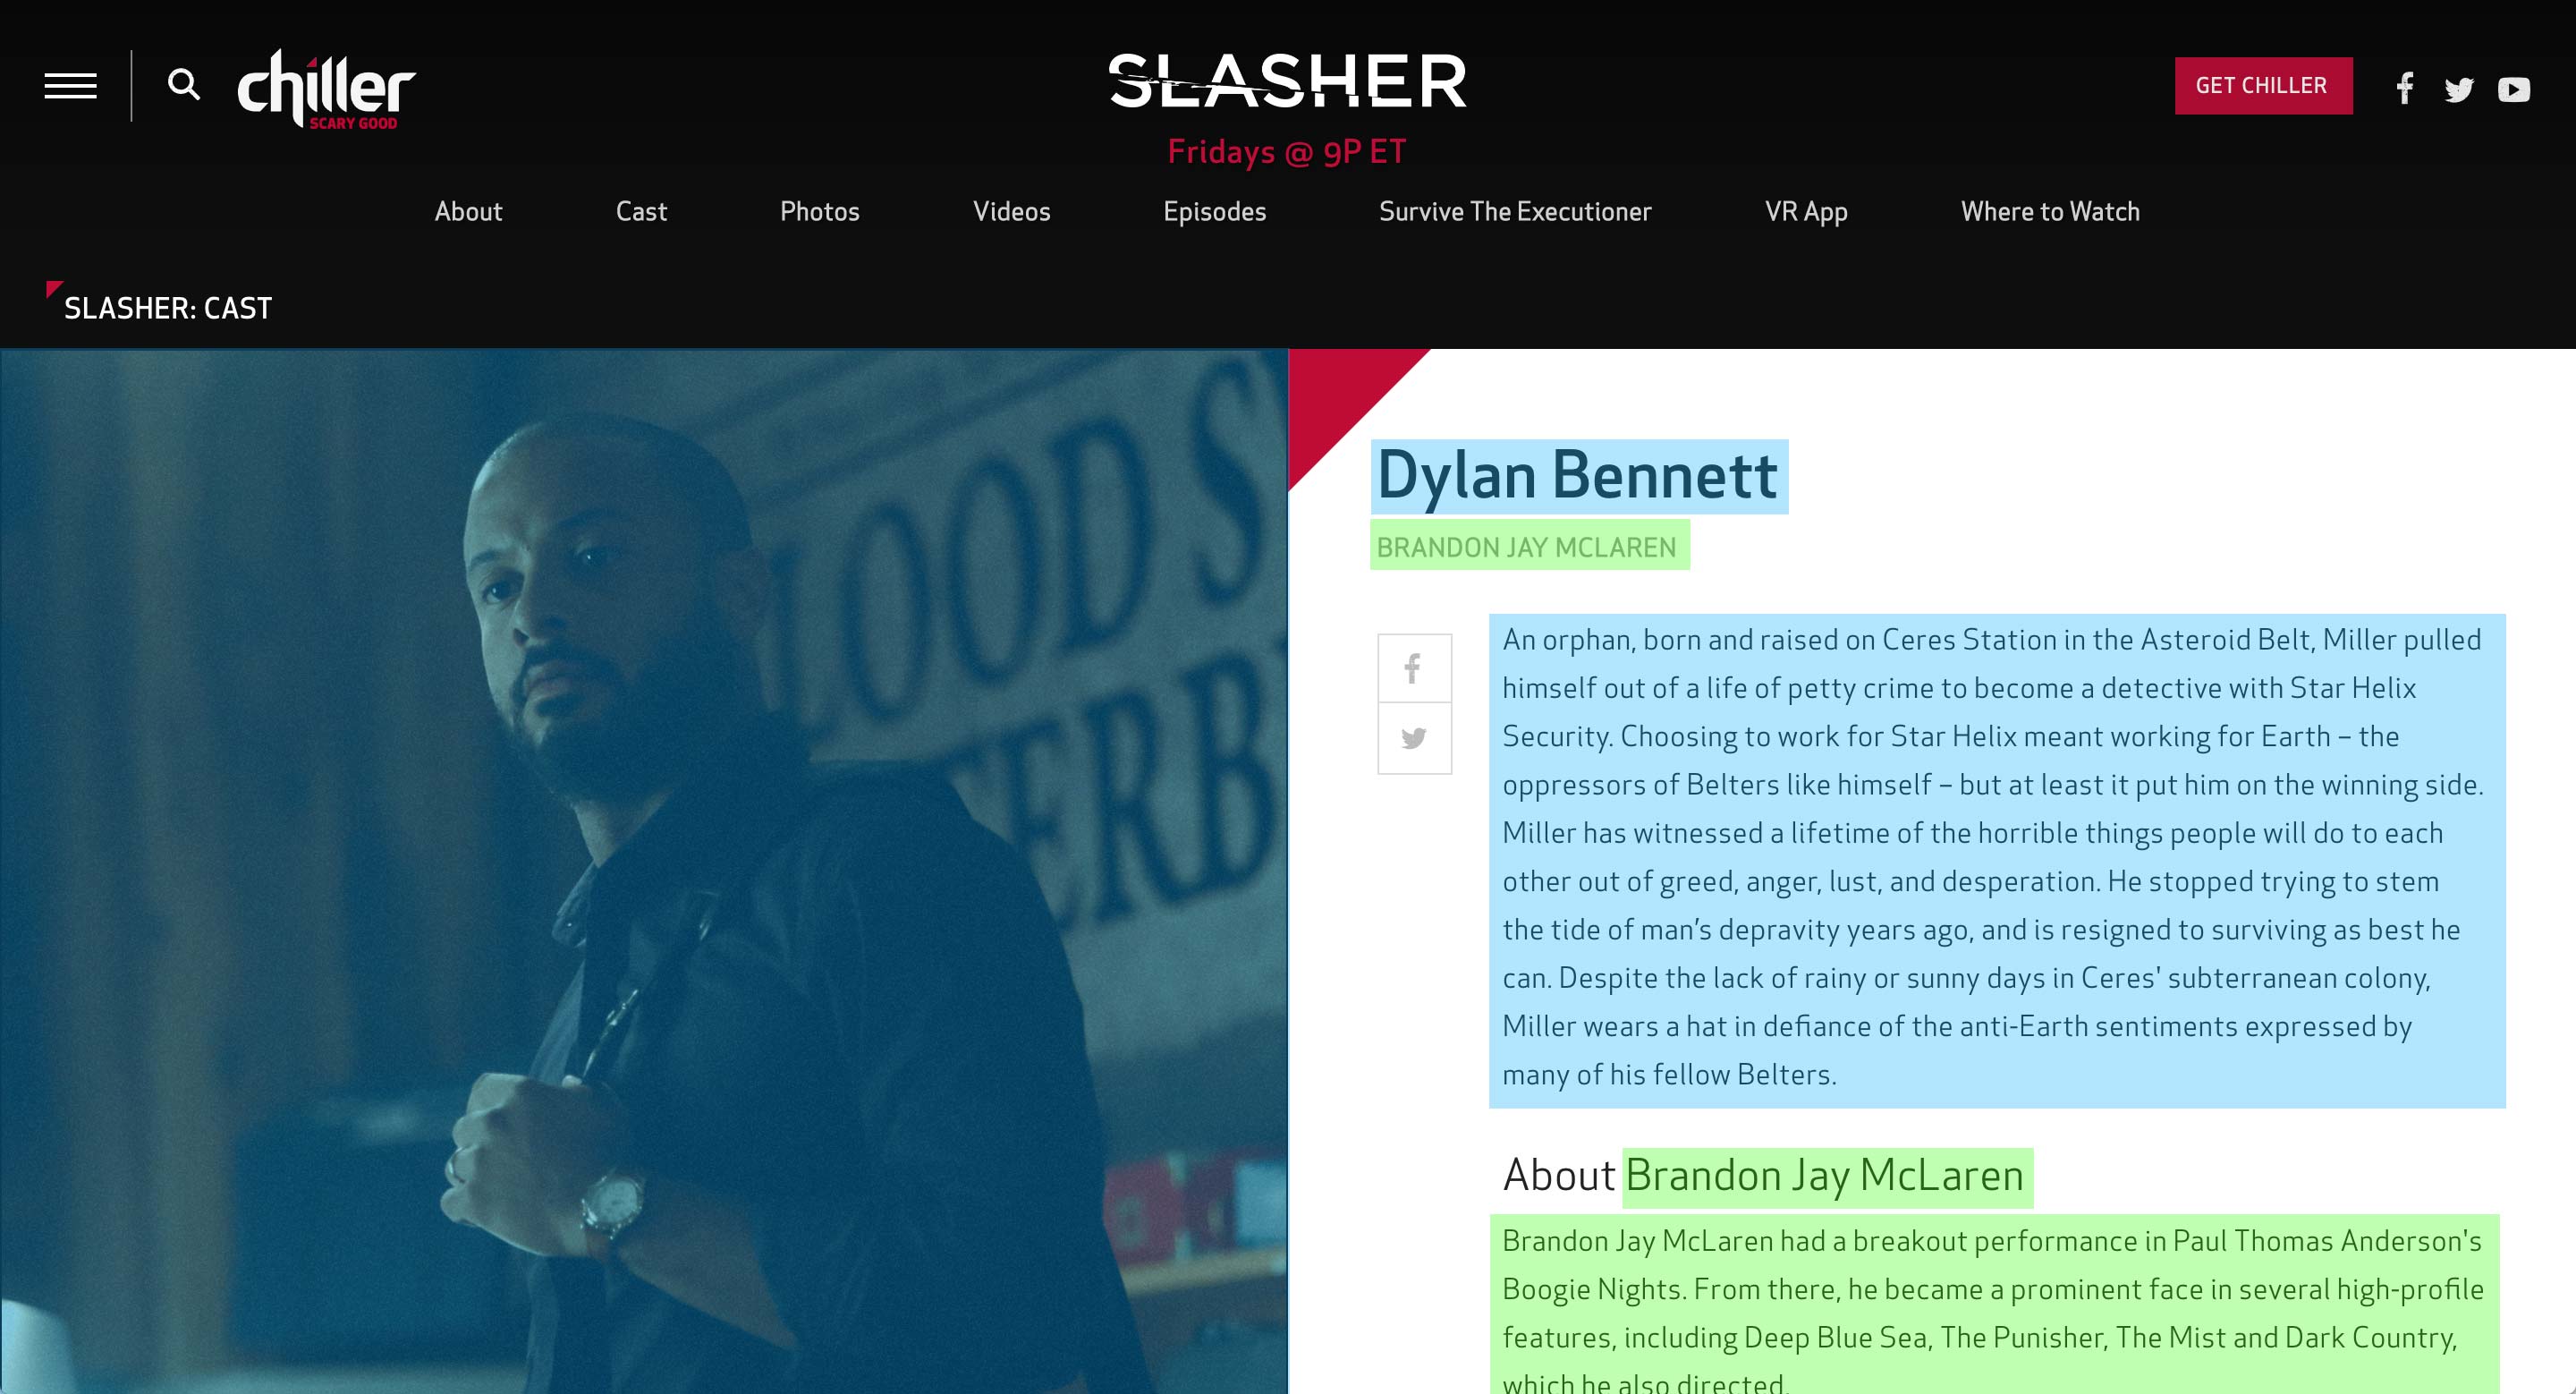 chiller
SCARY GOOD
SLASHER
Fridays @ 9P ET
GET CHILLER
About Cast Photos Videos Episodes Survive The Executioner VR App Where to Watch
SLASHER: CAST
LOOD S
ERB
Dylan Bennett
BRANDON JAY MCLAREN
An orphan, born and raised on Ceres Station in the Asteroid Belt, Miller pulled
himself out of a life of petty crime to become a detective with Star Helix
Security. Choosing to work for Star Helix meant working for Earth – the
oppressors of Belters like himself – but at least it put him on the winning side.
Miller has witnessed a lifetime of the horrible things people will do to each
other out of greed, anger, lust, and desperation. He stopped trying to stem
the tide of man’s depravity years ago, and is resigned to surviving as best he
can. Despite the lack of rainy or sunny days in Ceres' subterranean colony,
Miller wears a hat in defiance of the anti-Earth sentiments expressed by
many of his fellow Belters.
About Brandon Jay McLaren
Brandon Jay McLaren had a breakout performance in Paul Thomas Anderson's
Boogie Nights. From there, he became a prominent face in several high-profile
features, including Deep Blue Sea, The Punisher, The Mist and Dark Country,
which he also directed.